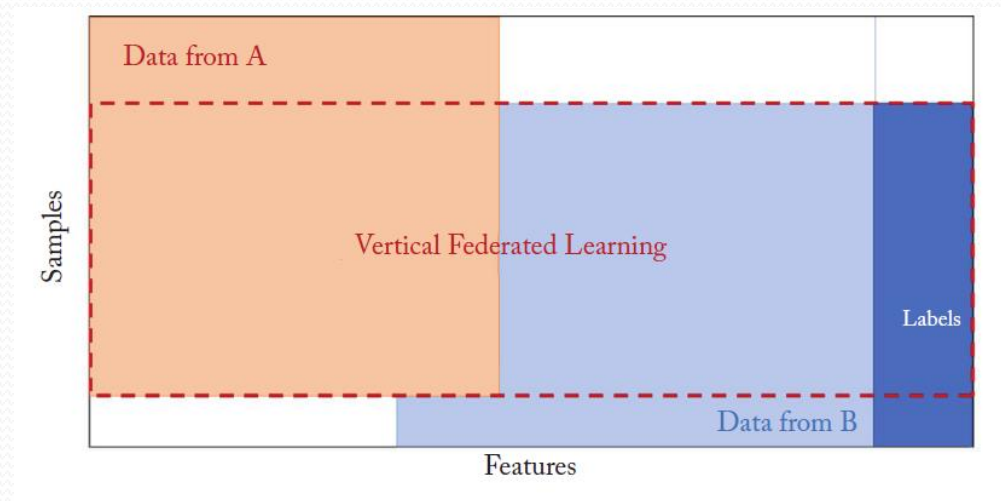 Data from A
Samples
Vertical Federated Learning
Labels
Data from B
Features